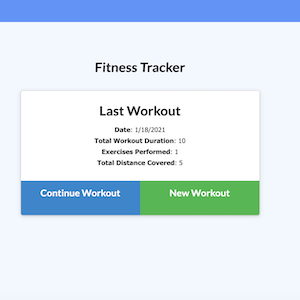 Fitness Tracker
Last Workout
Date: 1/18/2021
Total Workout Duration: 10
Exercises Performed: 1
Total Distance Covered: 5
Continue Workout
New Workout